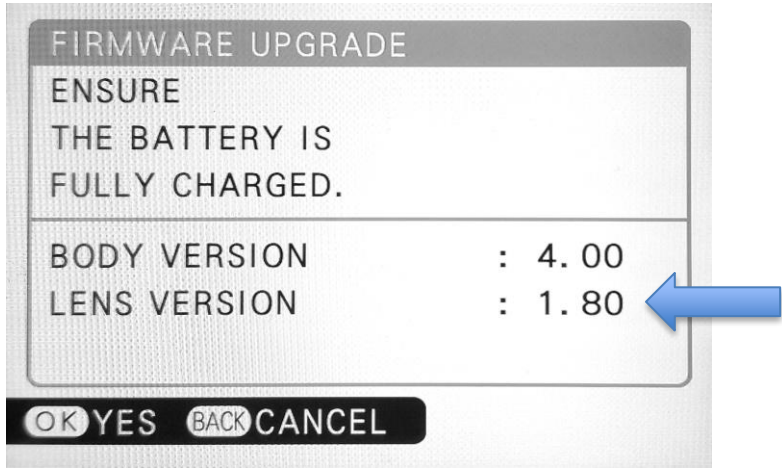 FIRMWARE UPGRADE
ENSURE
THE BATTERY IS
FULLY CHARGED.
BODY VERSION : 4.00
LENS VERSION : 1.80
OK YES BACK CANCEL